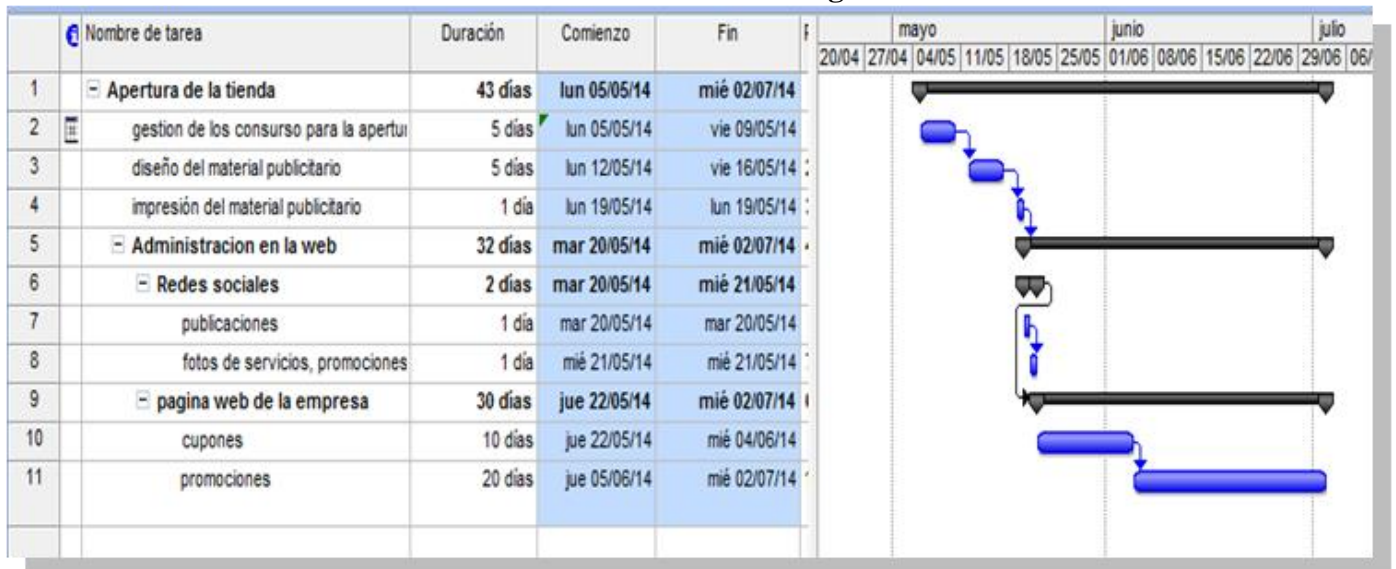 Nombre de tarea Duración Comienzo Fin mayo junio julio
20/04 27/04 04/05 11/05 18/05 25/05 01/06 08/06 15/06 22/06 29/06 06/
1 Apertura de la tienda 43 días lun 05/05/14 mié 02/07/14
2 gestion de los consurso para la apertu 5 días lun 05/05/14 vie 09/05/14
3 diseño del material publicitario 5 días lun 12/05/14 vie 16/05/14
4 impresión del material publicitario 1 día lun 19/05/14 lun 19/05/14
5 Administracion en la web 32 días mar 20/05/14 mié 02/07/14
6 Redes sociales 2 días mar 20/05/14 mié 21/05/14
7 publicaciones 1 día mar 20/05/14 mar 20/05/14
8 fotos de servicios, promociones 1 día mié 21/05/14 mié 21/05/14
9 pagina web de la empresa 30 días jue 22/05/14 mié 02/07/14
10 cupones 10 días jue 22/05/14 mié 04/06/14
11 promociones 20 días jue 05/06/14 mié 02/07/14